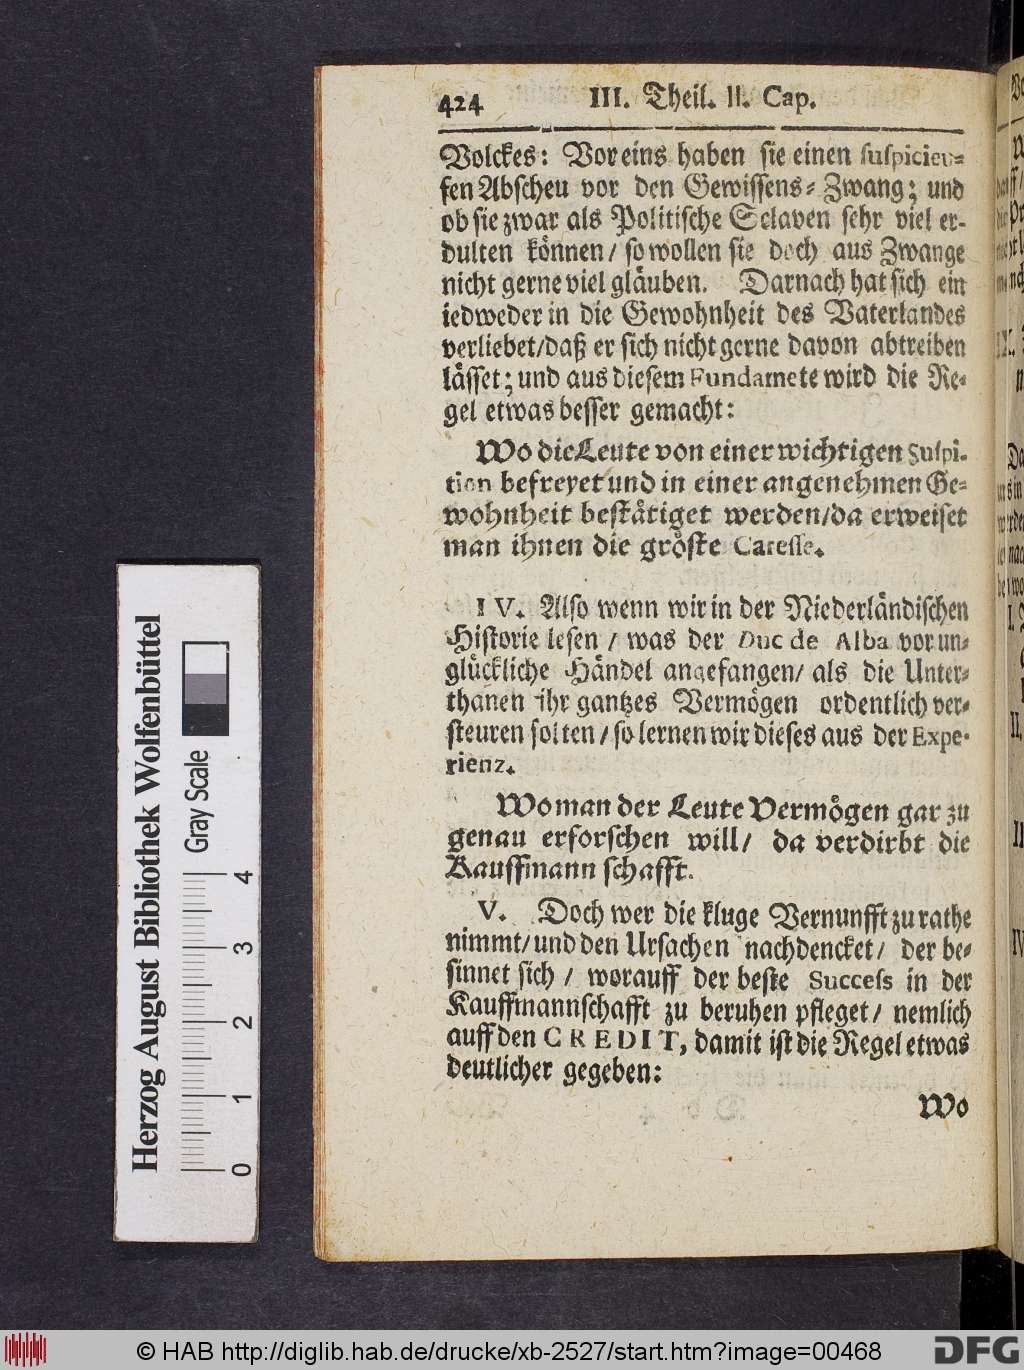 424 III. Theil. II. Cap.
Volckes: Vor eins haben sie einen suspicieu-
sen Abscheu vor den Gewissens-Zwang; und
ob sie zwar als Politische Sclaven sehr viel er-
dulten können/ so wollen sie doch aus Zwange
nicht gerne viel gläuben. Darnach hat sich ein
iedweder in die Gewohnheit des Vaterlandes
verliebet/ daß er sich nicht gerne davon abtreiben
lässet; und aus diesem Fundamete wird die Re-
gel etwas besser gemacht:
Wo die Leute von einer wichtigen Suspi-
tion befreyet und in einer angenehmen Ge-
wohnheit bestätiget werden/ da erweiset
man ihnen die gröste Caresse.
IV. Also wenn wir in der Niederländischen
Historie lesen / was der Duc de Alba vor un-
glückliche Händel angefangen/ als die Unter-
thanen ihr gantzes Vermögen ordentlich ver-
steuren solten / so lernen wir dieses aus der Expe-
rienz.
Wo man der Leute Vermögen gar zu
genau erforschen will/ da verdirbt die
Kauffmannschafft.
V. Doch wer die kluge Vernunfft zu rathe
nimmt/ und den Ursachen nachdencket/ der be-
sinnet sich / worauff der beste Success in der
Kauffmannschafft zu beruhen pfleget/ nemlich
auff den CREDIT, damit ist die Regel etwas
deutlicher gegeben:
Wo
Herzog August Bibliothek Wolfenbüttel
Gray Scale
0 1 2 3 4
© HAB http://diglib.hab.de/drucke/xb-2527/start.htm?image=00468
DFG